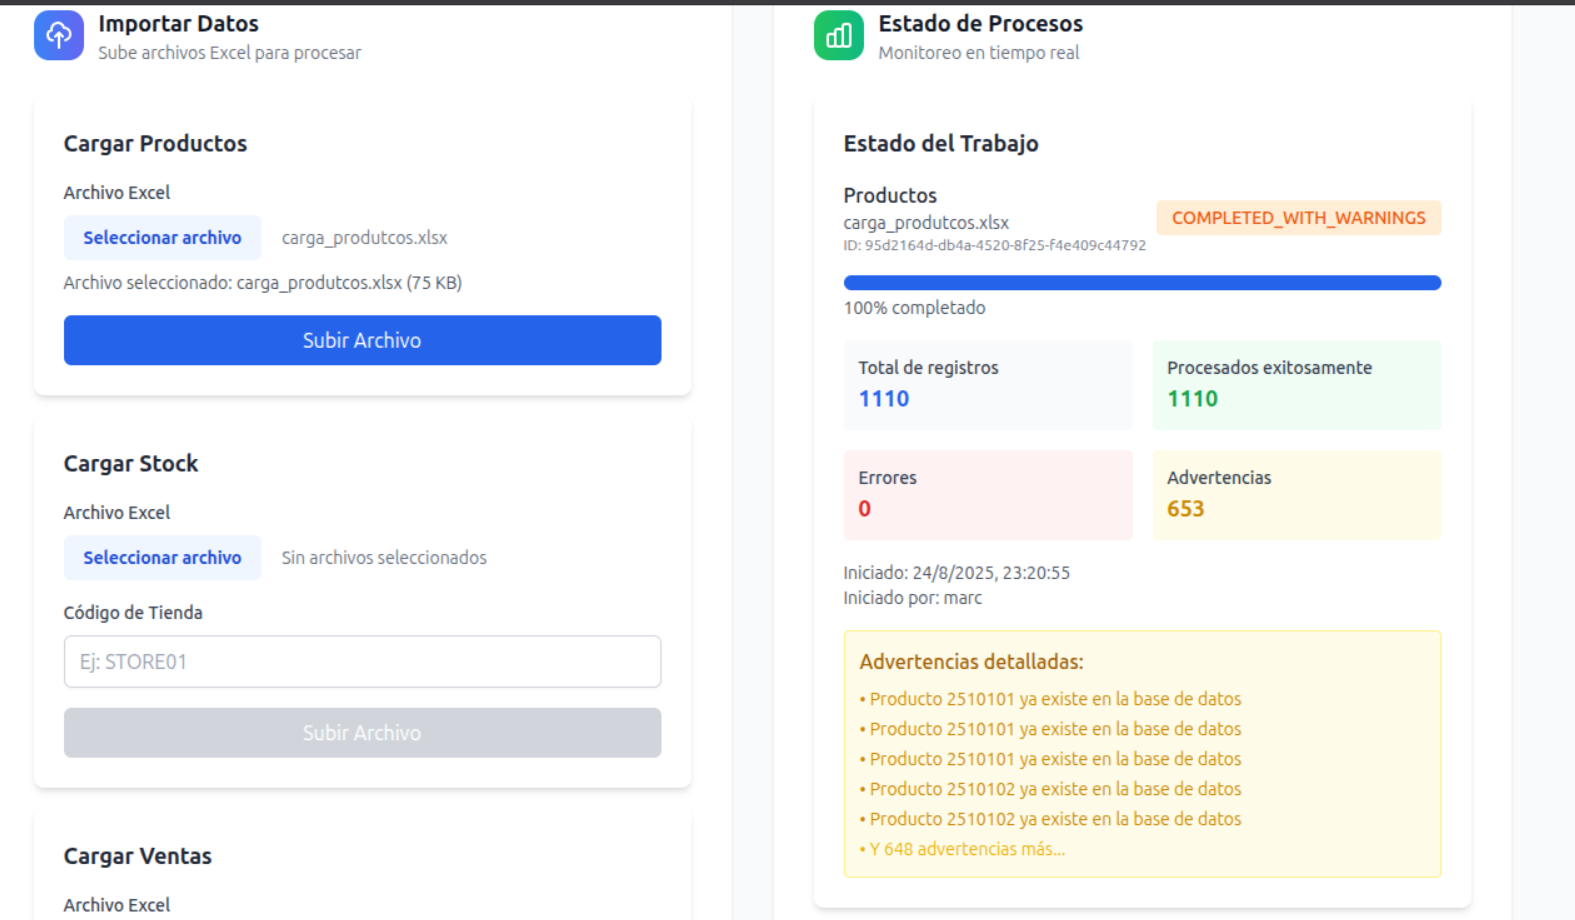 Importar Datos
Sube archivos Excel para procesar
Cargar Productos
Archivo Excel
Seleccionar archivo carga_produtcos.xlsx
Archivo seleccionado: carga_produtcos.xlsx (75 KB)
Subir Archivo
Cargar Stock
Archivo Excel
Seleccionar archivo Sin archivos seleccionados
Código de Tienda
Ej: STORE01
Subir Archivo
Cargar Ventas
Archivo Excel
Estado de Procesos
Monitoreo en tiempo real
Estado del Trabajo
Productos
carga_produtcos.xlsx
ID: 95d2164d-db4a-4520-8f25-f4e409c44792
COMPLETED_WITH_WARNINGS
100% completado
Total de registros
1110
Procesados exitosamente
1110
Errores
0
Advertencias
653
Iniciado: 24/8/2025, 23:20:55
Iniciado por: marc
Advertencias detalladas:
• Producto 2510101 ya existe en la base de datos
• Producto 2510101 ya existe en la base de datos
• Producto 2510101 ya existe en la base de datos
• Producto 2510102 ya existe en la base de datos
• Producto 2510102 ya existe en la base de datos
• Y 648 advertencias más...